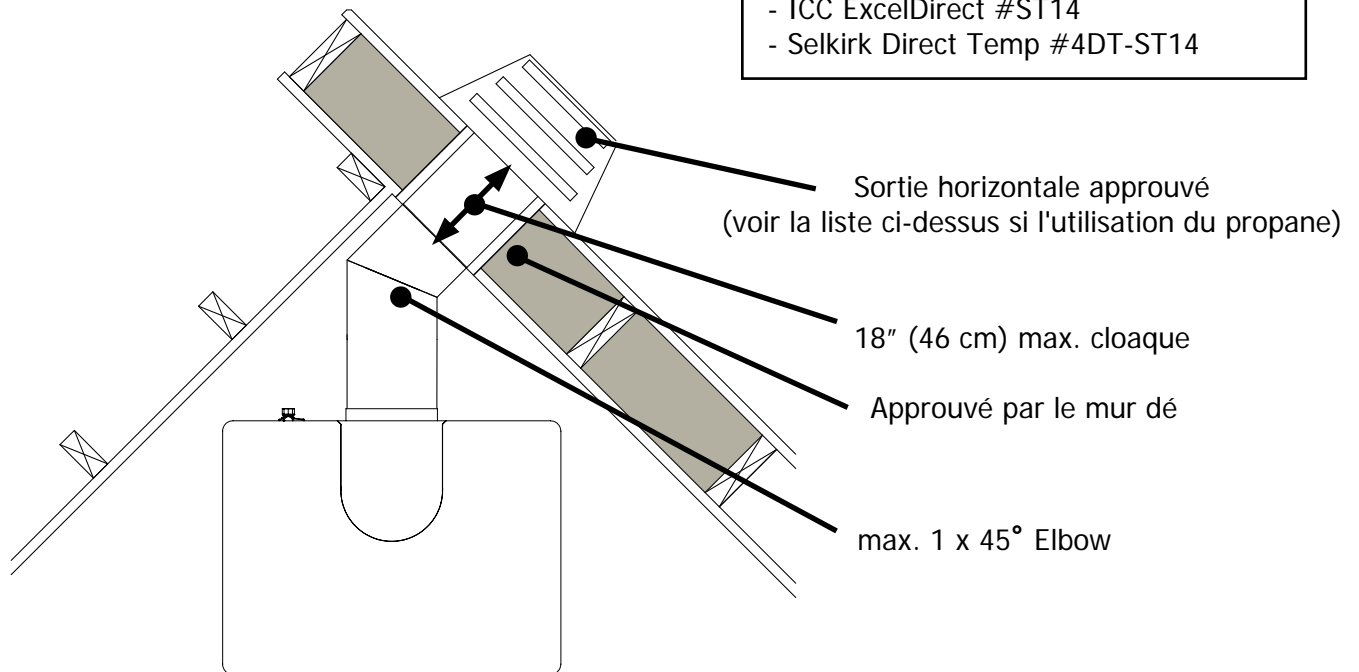 - ICC ExcelDirect #ST14
- Selkirk Direct Temp #4DT-ST14
Sortie horizontale approuvé
(voir la liste ci-dessus si l'utilisation du propane)
18" (46 cm) max. cloaque
Approuvé par le mur dé
max. 1 x 45° Elbow